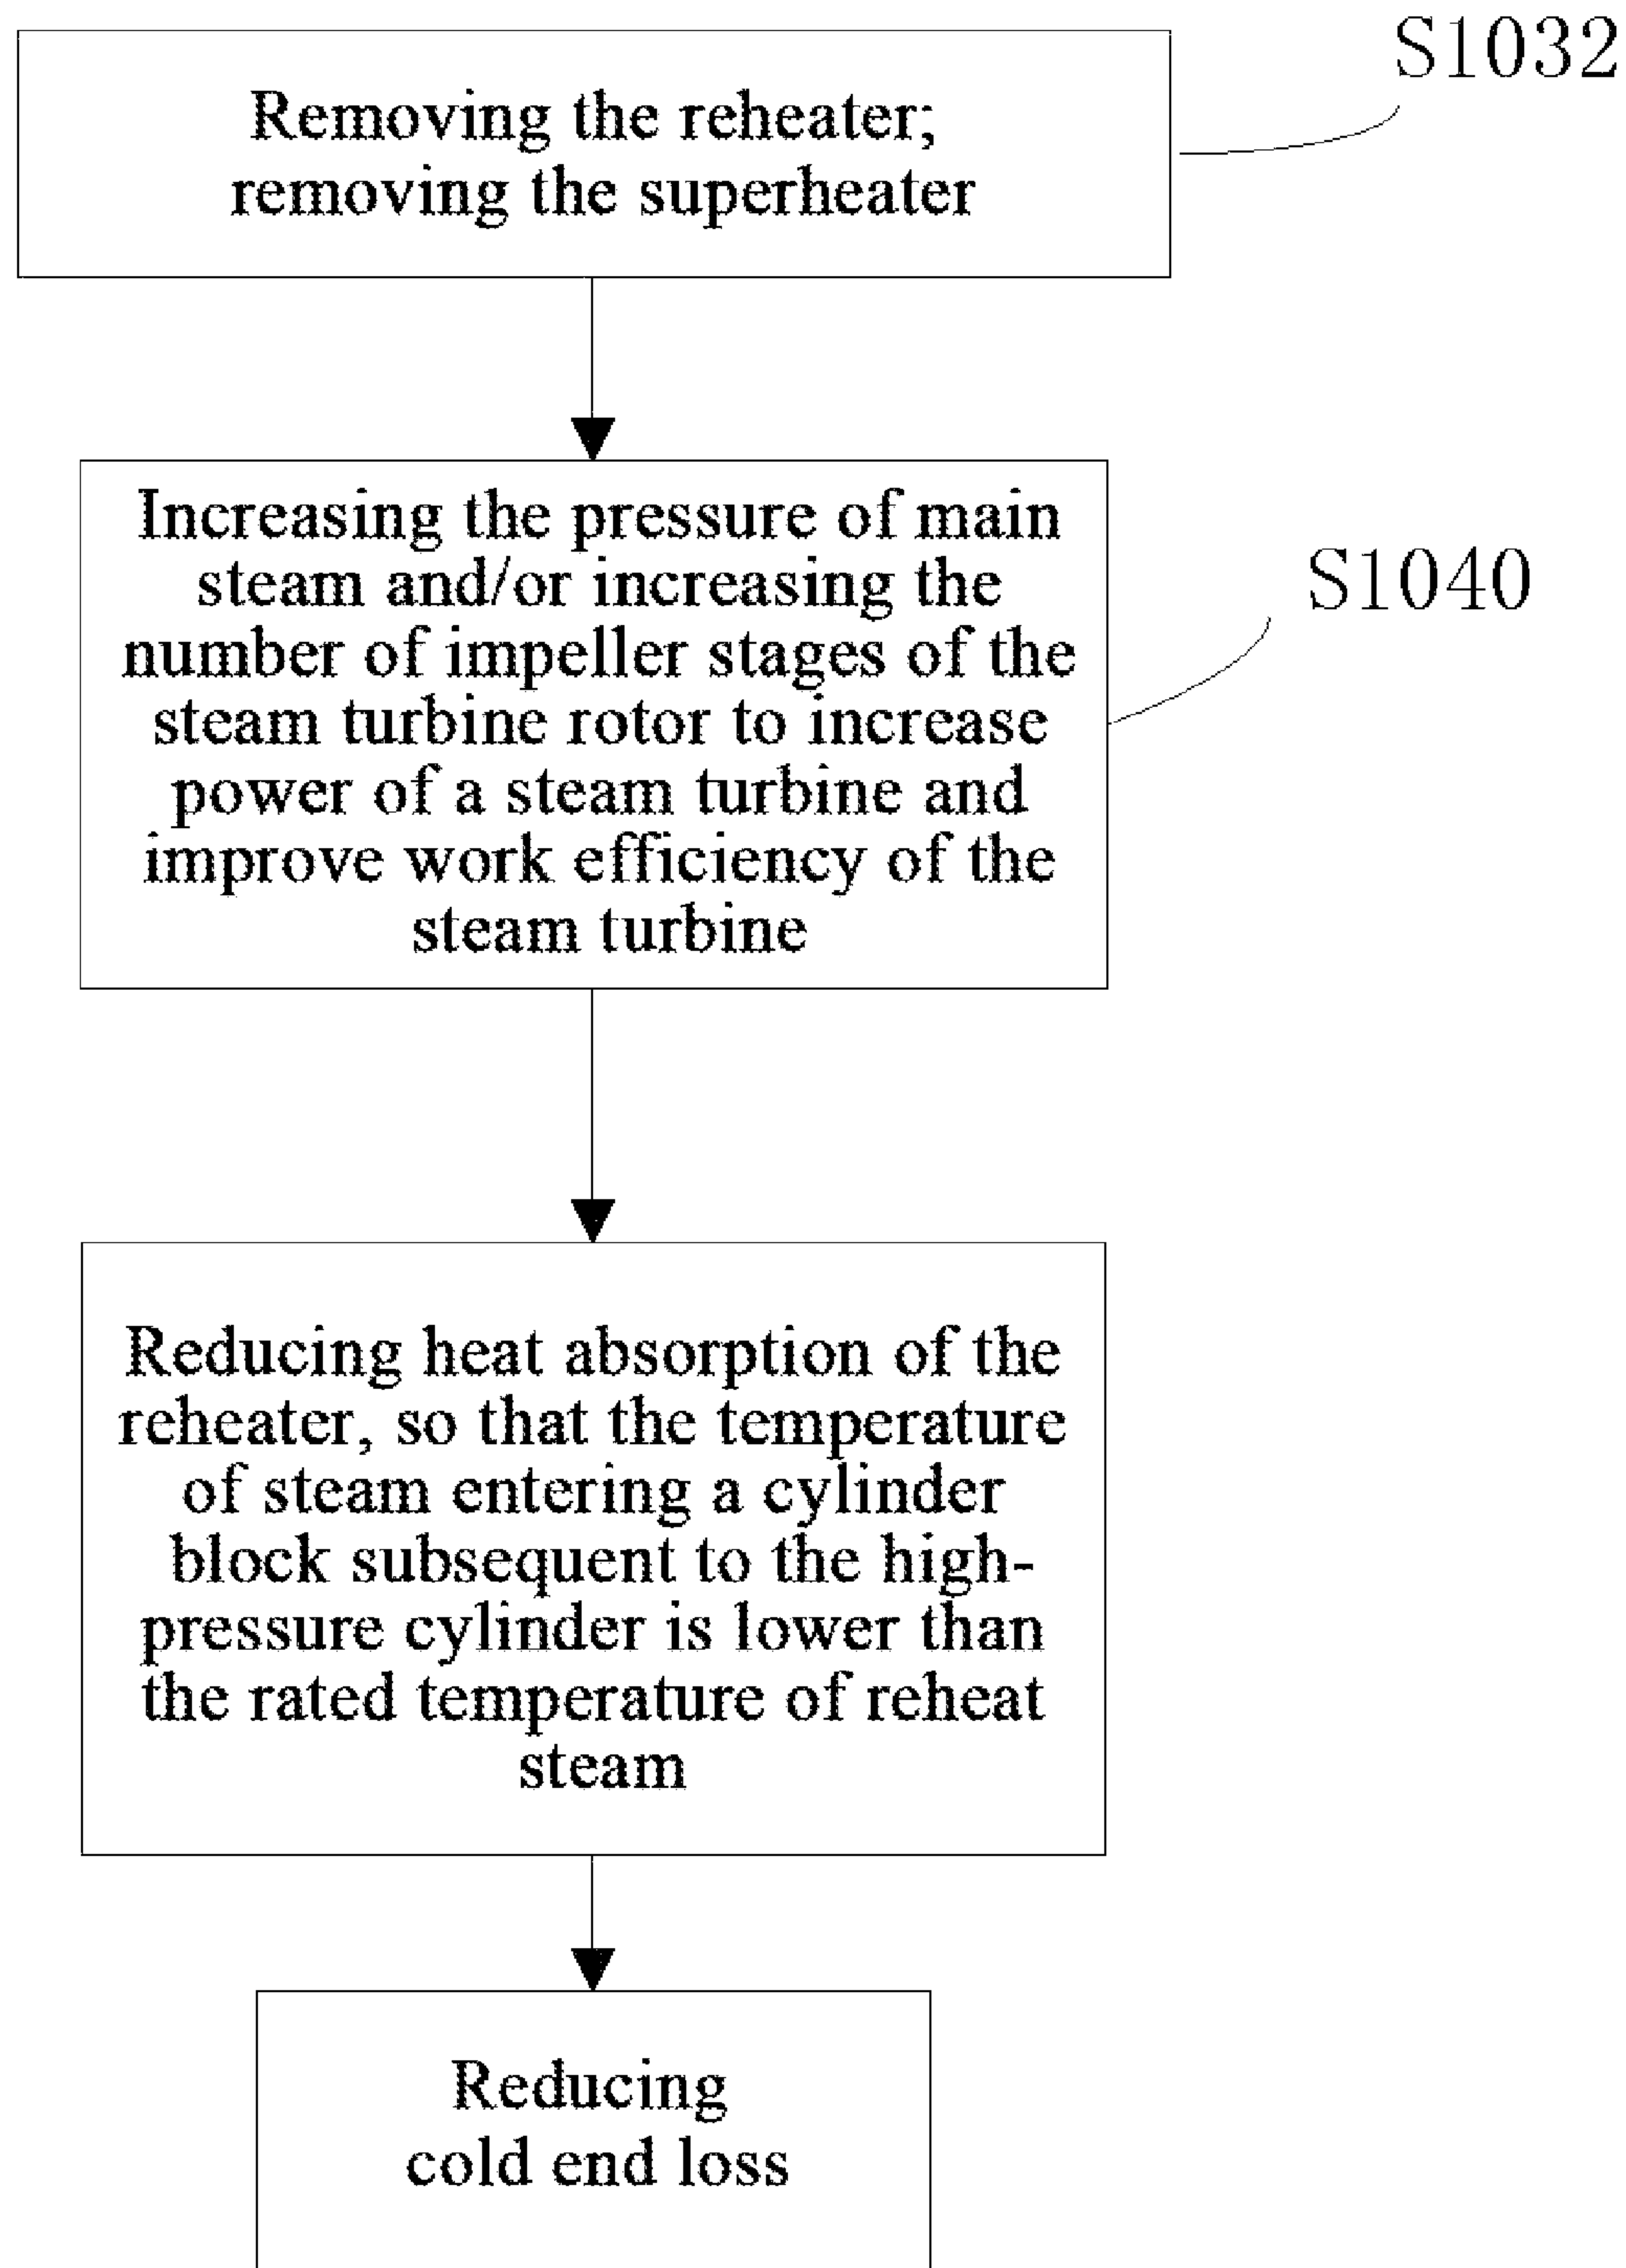 S1032
Removing the reheater;
removing the superheater
Increasing the pressure of main
steam and/or increasing the
number of impeller stages of the
steam turbine rotor to increase
power of a steam turbine and
improve work efficiency of the
steam turbine
S1040
Reducing heat absorption of the
reheater, so that the temperature
of steam entering a cylinder
block subsequent to the high-
pressure cylinder is lower than
the rated temperature of reheat
steam
Reducing
cold end loss